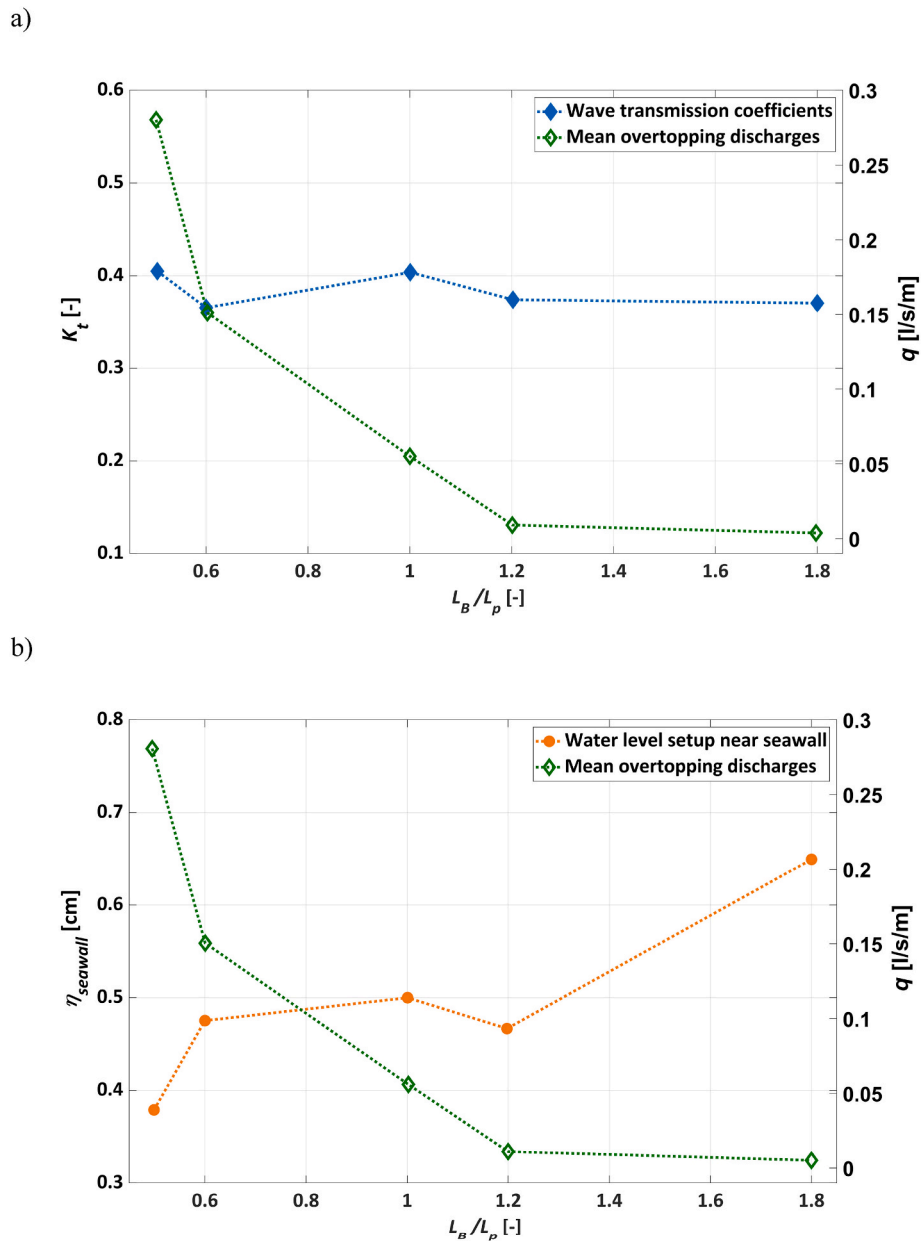 a)
0.6
0.5
0.4
0.3
0.2
0.1
K_t [-]
Wave transmission coefficients
Mean overtopping discharges
0.3
0.25
0.2
0.15
0.1
0.05
0
q [l/s/m]
0.6 0.8 1 1.2 1.4 1.6 1.8
L_B/L_p [-]
b)
0.8
0.7
0.6
0.5
0.4
0.3
η_seawall [cm]
Water level setup near seawall
Mean overtopping discharges
0.3
0.25
0.2
0.15
0.1
0.05
0
q [l/s/m]
0.6 0.8 1 1.2 1.4 1.6 1.8
L_B/L_p [-]